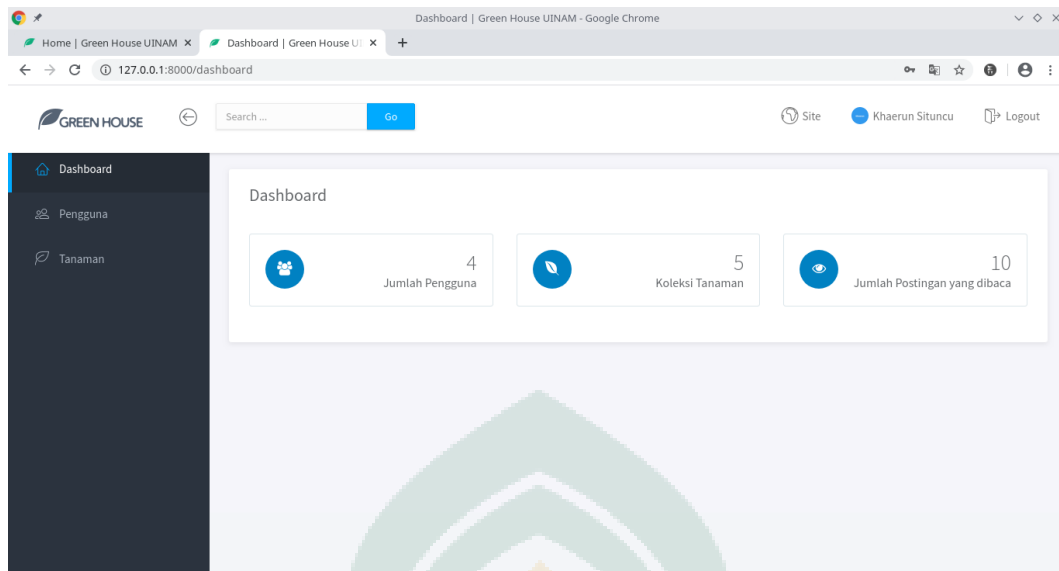 Dashboard | Green House UINAM - Google Chrome
Home | Green House UINAM
Dashboard | Green House UI
127.0.0.1:8000/dashboard
GREEN HOUSE
Search ...
Go
Site
Khaerun Situncu
Logout
Dashboard
Pengguna
Tanaman
Dashboard
4
Jumlah Pengguna
5
Koleksi Tanaman
10
Jumlah Postingan yang dibaca